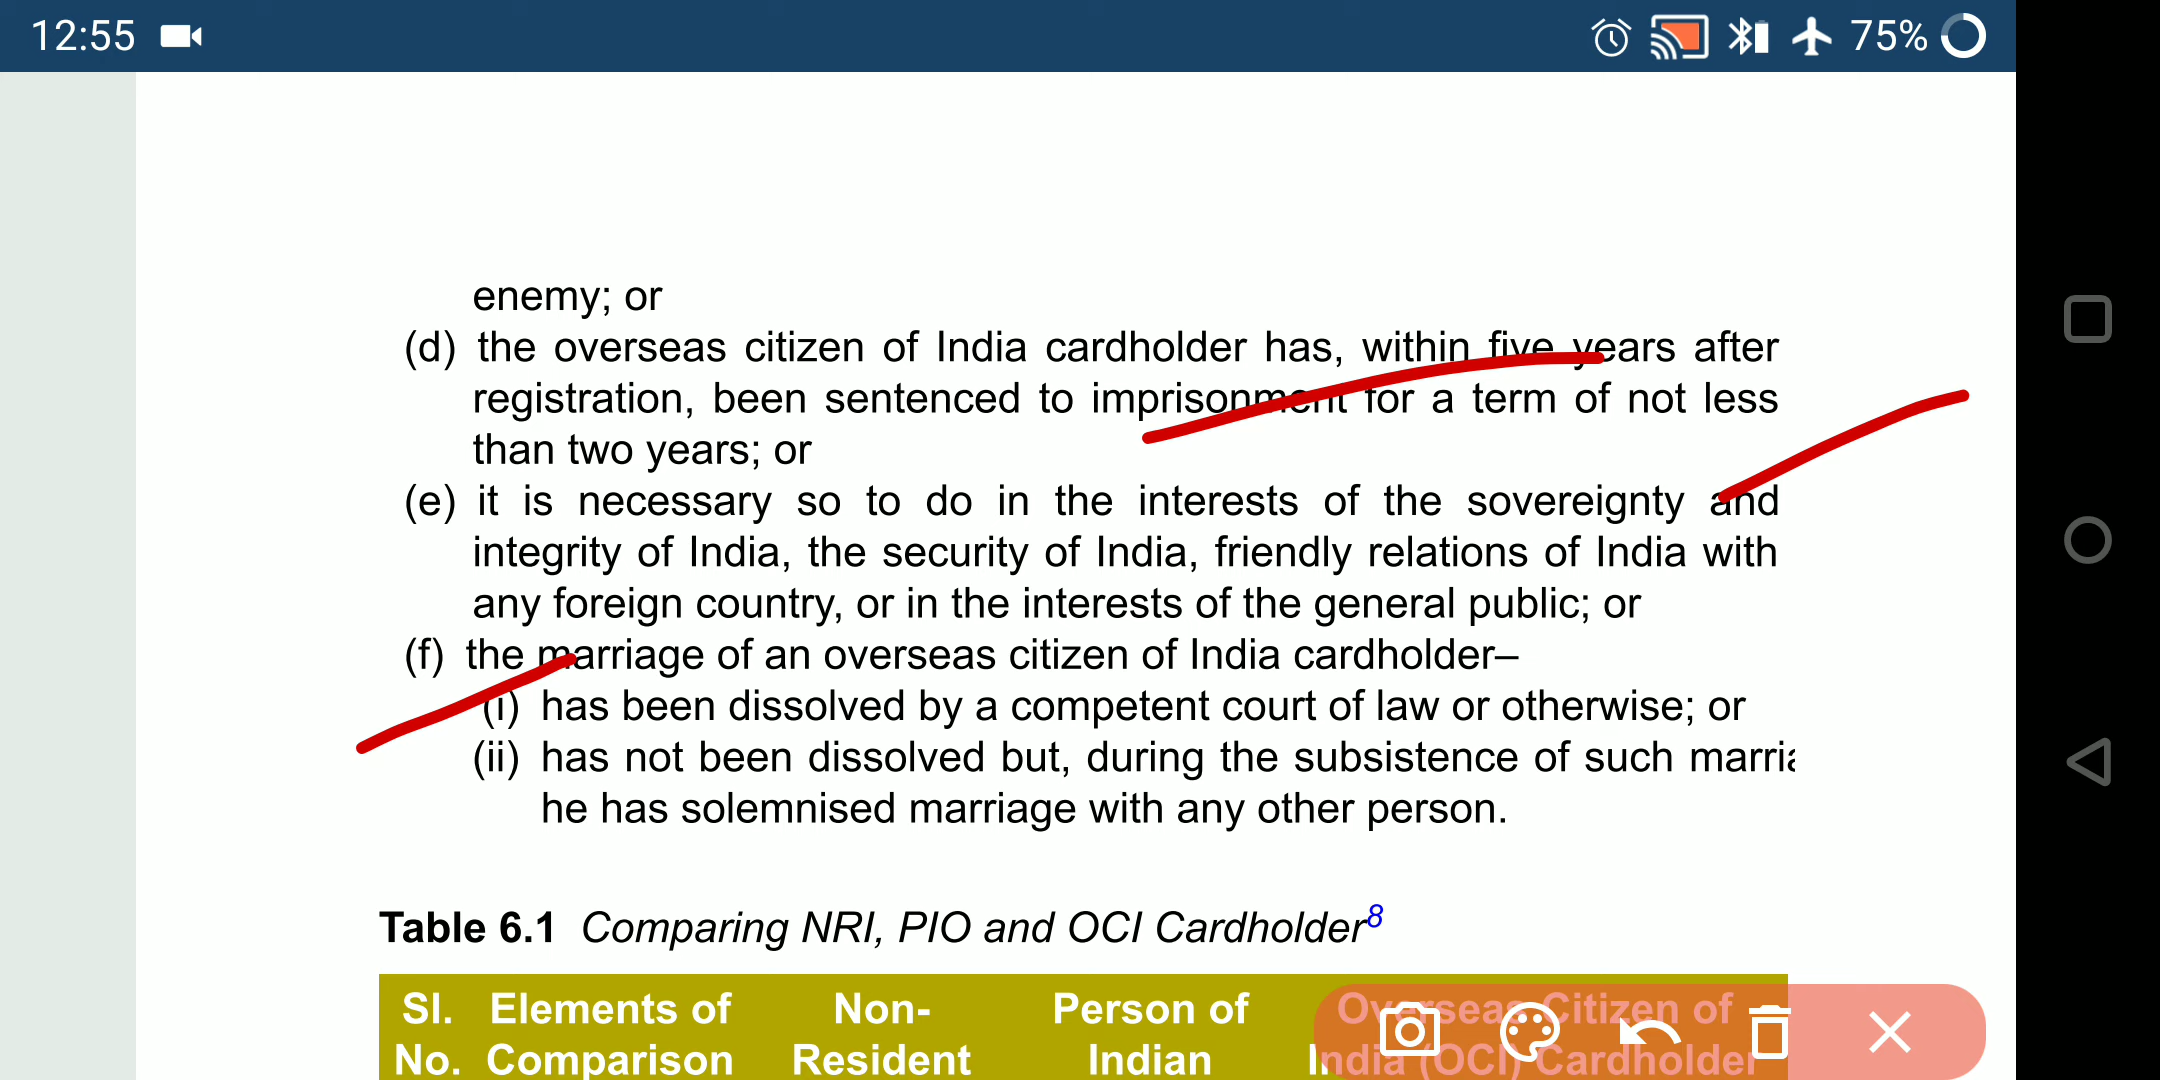 12:55
75%
enemy; or
(d) the overseas citizen of India cardholder has, within five years after
registration, been sentenced to imprisonment for a term of not less
than two years; or
(e) it is necessary so to do in the interests of the sovereignty and
integrity of India, the security of India, friendly relations of India with
any foreign country, or in the interests of the general public; or
(f) the marriage of an overseas citizen of India cardholder–
(i) has been dissolved by a competent court of law or otherwise; or
(ii) has not been dissolved but, during the subsistence of such
he has solemnised marriage with any other person.
Table 6.1 Comparing NRI, PIO and OCI Cardholder8
Sl. Elements of Non- Person of Overseas Citizen of
No. Comparison Resident Indian India (OCI) Cardholder